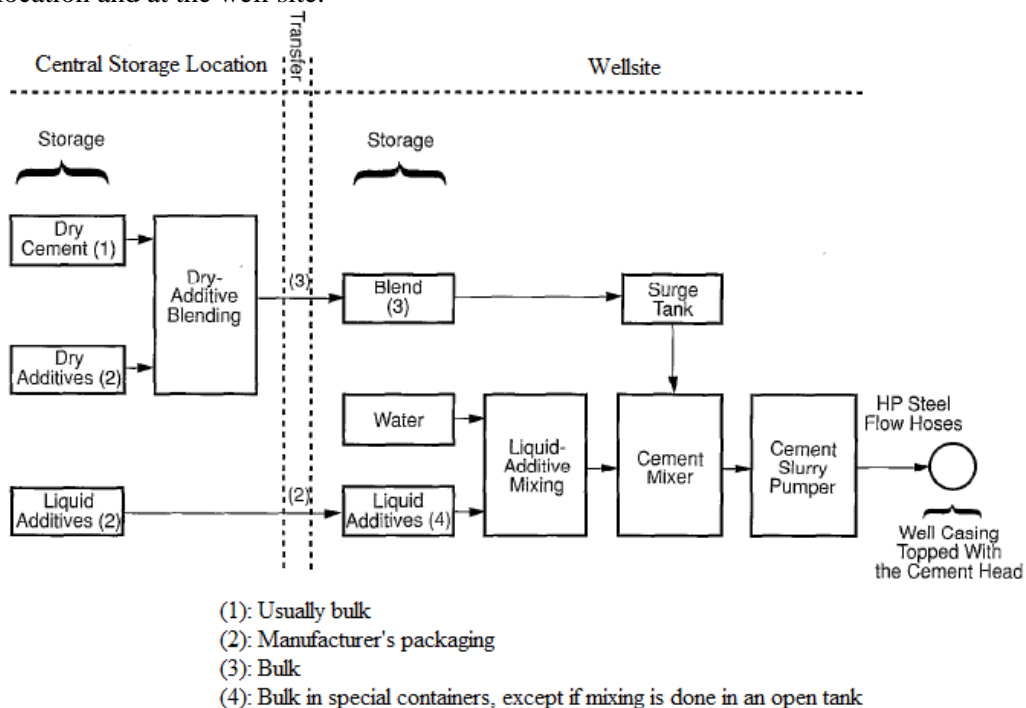 location and at the well site.
Transfer
Central Storage Location
Wellsite
Storage
Storage
Dry
Cement (1)
Dry-
Additive
Blending
(3)
Blend
(3)
Surge
Tank
Dry
Additives (2)
Water
Liquid-
Additive
Mixing
Cement
Mixer
Cement
Slurry
Pumper
HP Steel
Flow Hoses
Liquid
Additives (2)
(2)
Liquid
Additives (4)
Well Casing
Topped With
the Cement Head
(1): Usually bulk
(2): Manufacturer's packaging
(3): Bulk
(4): Bulk in special containers, except if mixing is done in an open tank